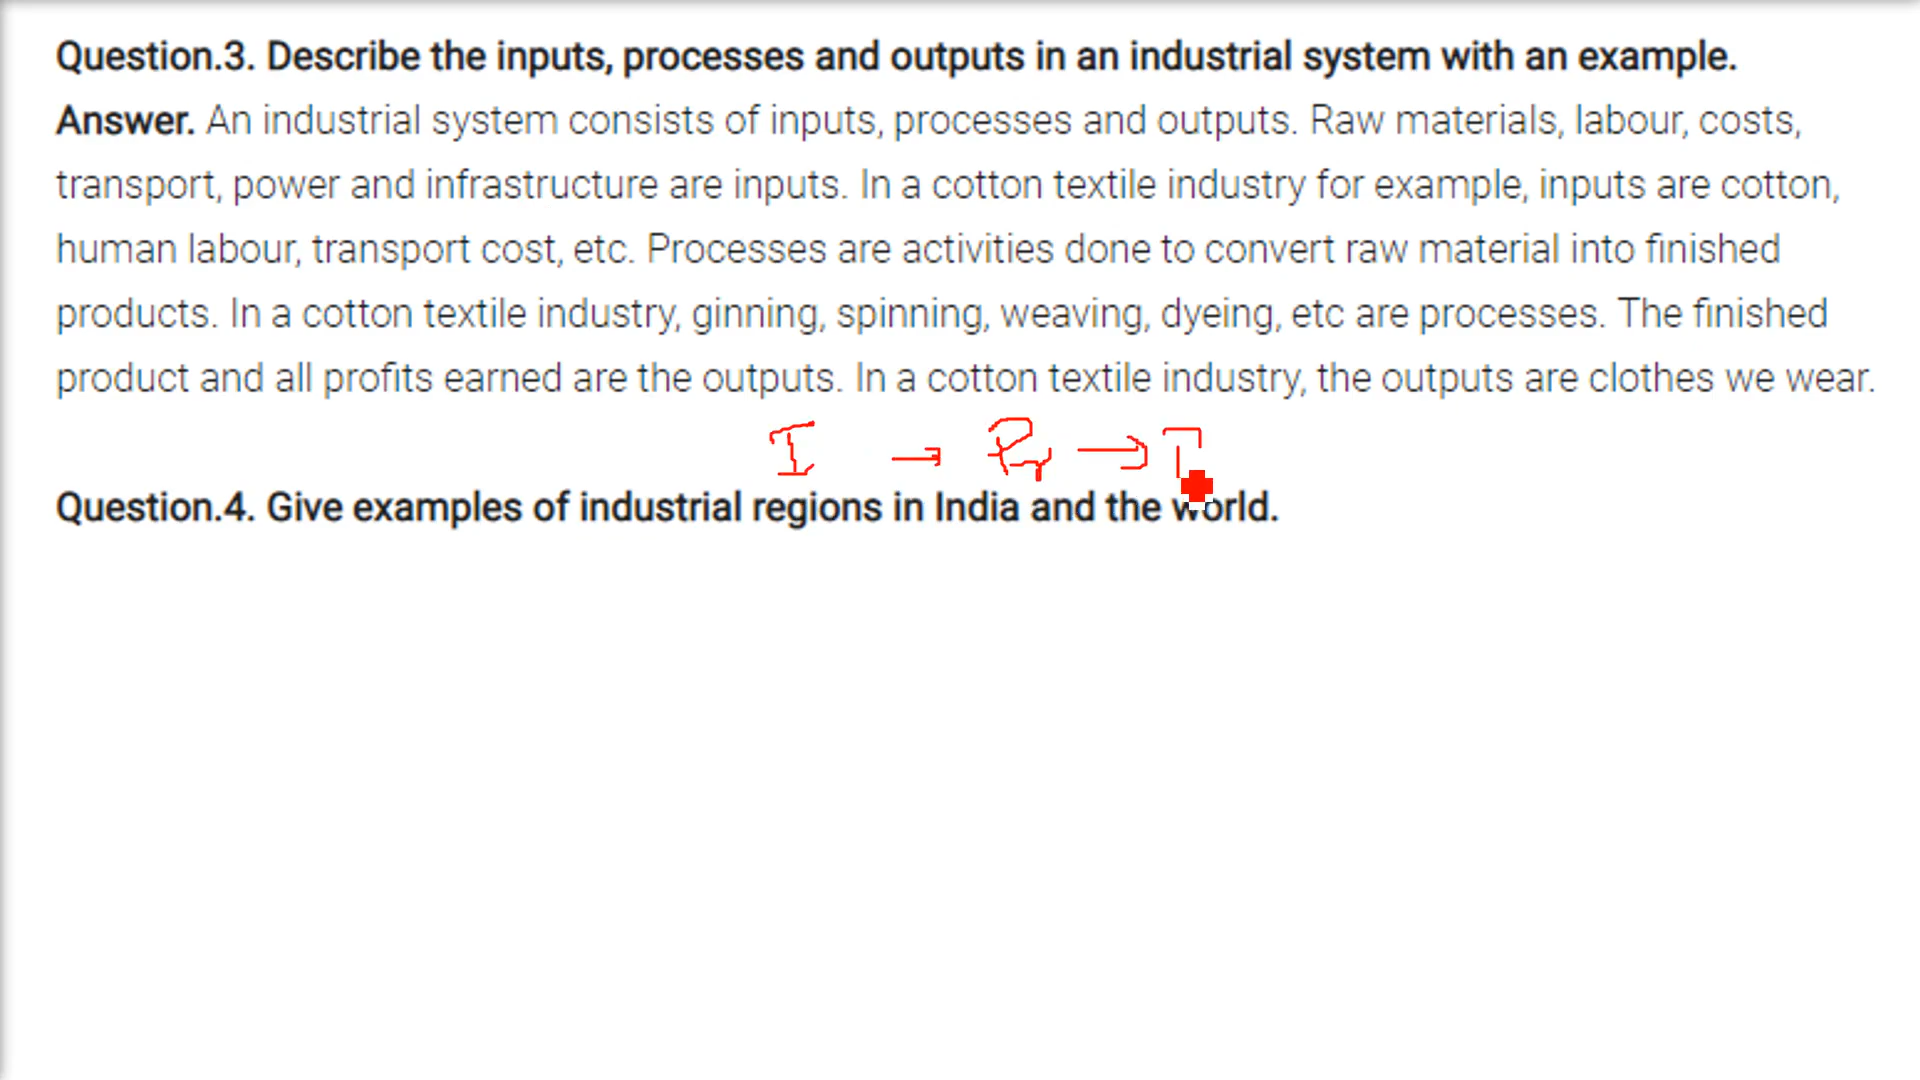 Question.3. Describe the inputs, processes and outputs in an industrial system with an example.
Answer. An industrial system consists of inputs, processes and outputs. Raw materials, labour, costs,
transport, power and infrastructure are inputs. In a cotton textile industry for example, inputs are cotton,
human labour, transport cost, etc. Processes are activities done to convert raw material into finished
products. In a cotton textile industry, ginning, spinning, weaving, dyeing, etc are processes. The finished
product and all profits earned are the outputs. In a cotton textile industry, the outputs are clothes we wear.
I → Pr →
Question.4. Give examples of industrial regions in India and the world.